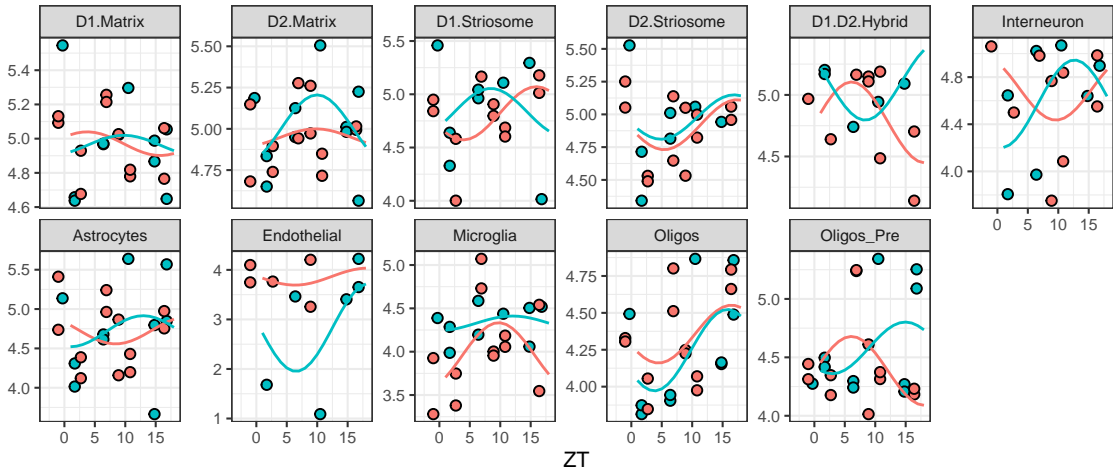 D1.Matrix D2.Matrix D1.Striosome D2.Striosome D1.D2.Hybrid Interneuron
5.4 5.2 5.0 4.8 4.6
5.50 5.25 5.00 4.75
5.5 5.0 4.5 4.0
5.50 5.25 5.00 4.75 4.50
5.0 4.5
4.8 4.4 4.0
0 5 10 15
Astrocytes Endothelial Microglia Oligos Oligos_Pre
5.5 5.0 4.5 4.0
4 3 2 1
5.0 4.5 4.0 3.5
4.75 4.50 4.25 4.00
5.0 4.5 4.0
0 5 10 15 0 5 10 15 0 5 10 15 0 5 10 15 0 5 10 15
ZT